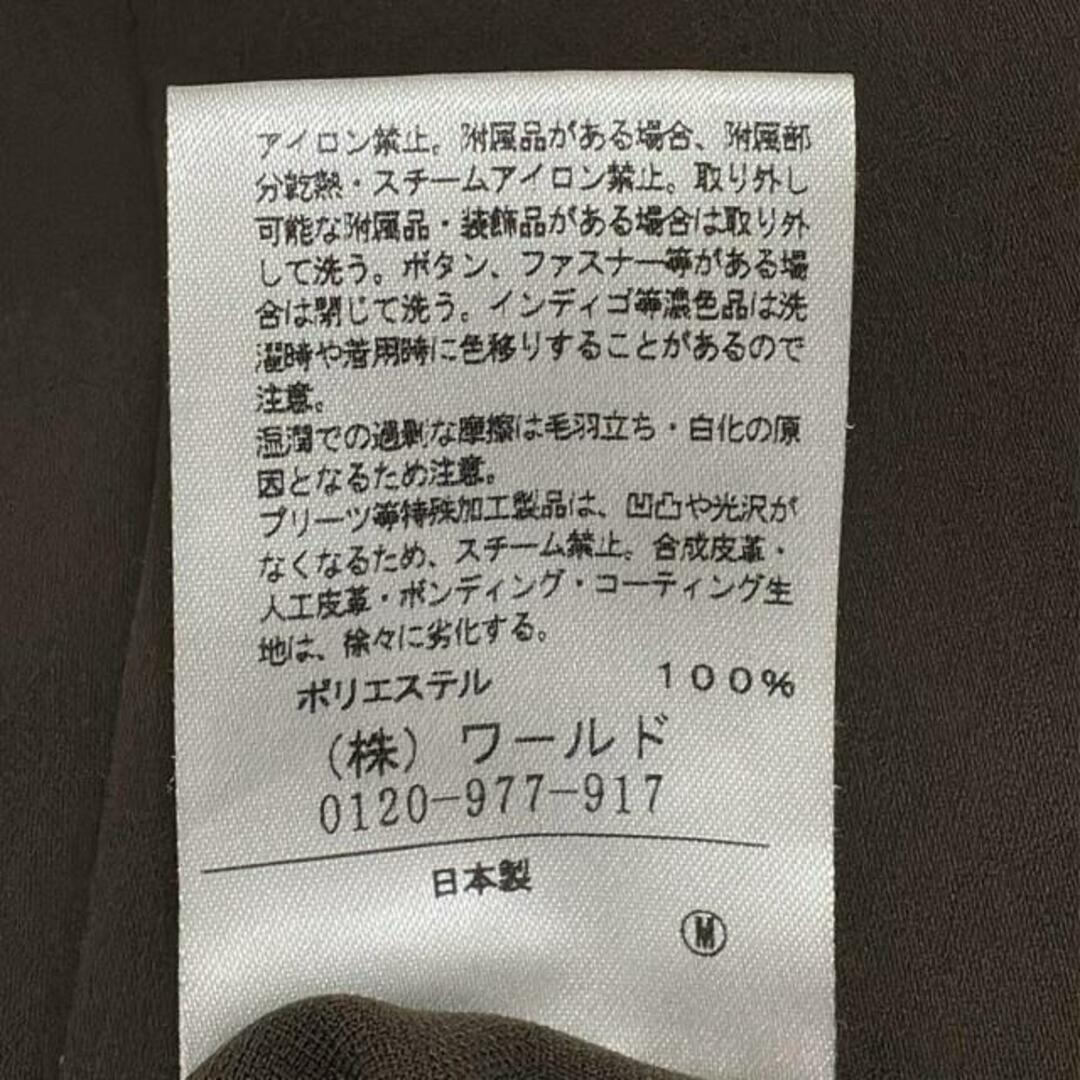 アイロン禁止。附属品がある場合、附属部
分乾熱・スチームアイロン禁止。取り外し
可能な附属品・装飾品がある場合は取り外
して洗う。ボタン、ファスナー等がある場
合は閉じて洗う。インディゴ等濃色品は洗
濯時や着用時に色移りすることがあるので
注意。
湿潤での過剰な摩擦は毛羽立ち・白化の原
因となるため注意。
プリーツ等特殊加工製品は、凹凸や光沢が
なくなるため、スチーム禁止。合成皮革・
人工皮革・ボンディング・コーティング生
地は、徐々に劣化する。
ポリエステル 100%
(株) ワールド
0120-977-917
日本製
M